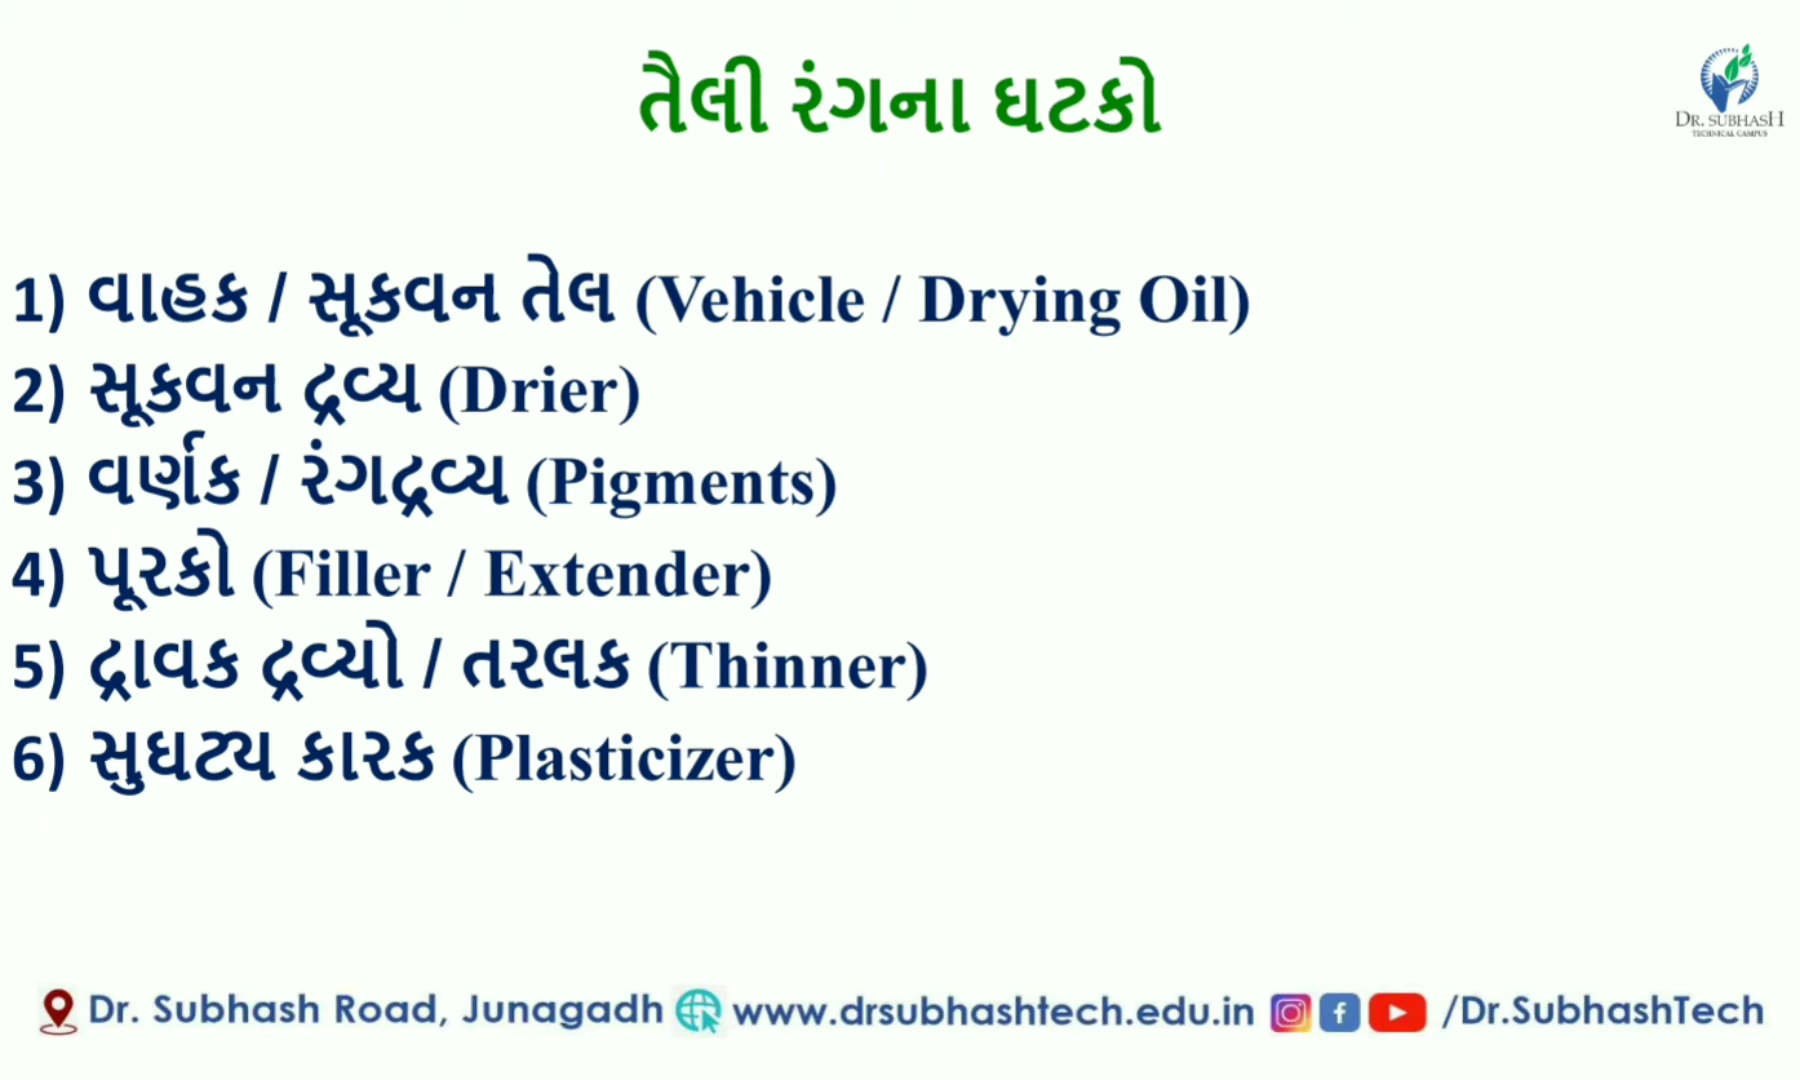 તૈલી રંગના ઘટકો
DR. SUBHASH
TECHNICAL CAMPUS
1) વાહક / સૂકવન તેલ (Vehicle / Drying Oil)
2) સૂકવન દ્રવ્ય (Drier)
3) વર્ણક / રંગદ્રવ્ય (Pigments)
4) પૂરકો (Filler / Extender)
5) દ્રાવક દ્રવ્યો / તરલક (Thinner)
6) સુઘટ્ય કારક (Plasticizer)
Dr. Subhash Road, Junagadh www.drsubhashtech.edu.in /Dr.SubhashTech